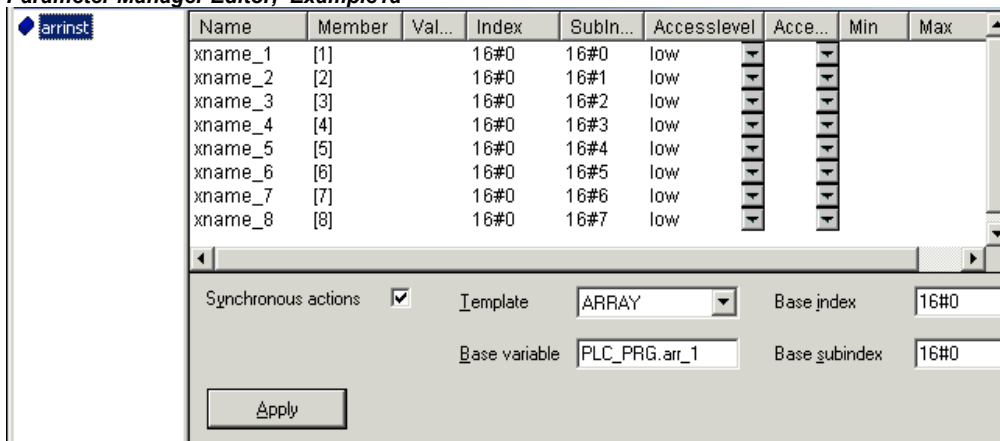 Parameter Manager Editor, Example1a
arrinst
Name Member Val... Index SubIn... Accesslevel Acce... Min Max
xname_1 [1] 16#0 16#0 low
xname_2 [2] 16#0 16#1 low
xname_3 [3] 16#0 16#2 low
xname_4 [4] 16#0 16#3 low
xname_5 [5] 16#0 16#4 low
xname_6 [6] 16#0 16#5 low
xname_7 [7] 16#0 16#6 low
xname_8 [8] 16#0 16#7 low
Synchronous actions Template ARRAY Base index 16#0
Base variable PLC_PRG.arr_1 Base subindex 16#0
Apply